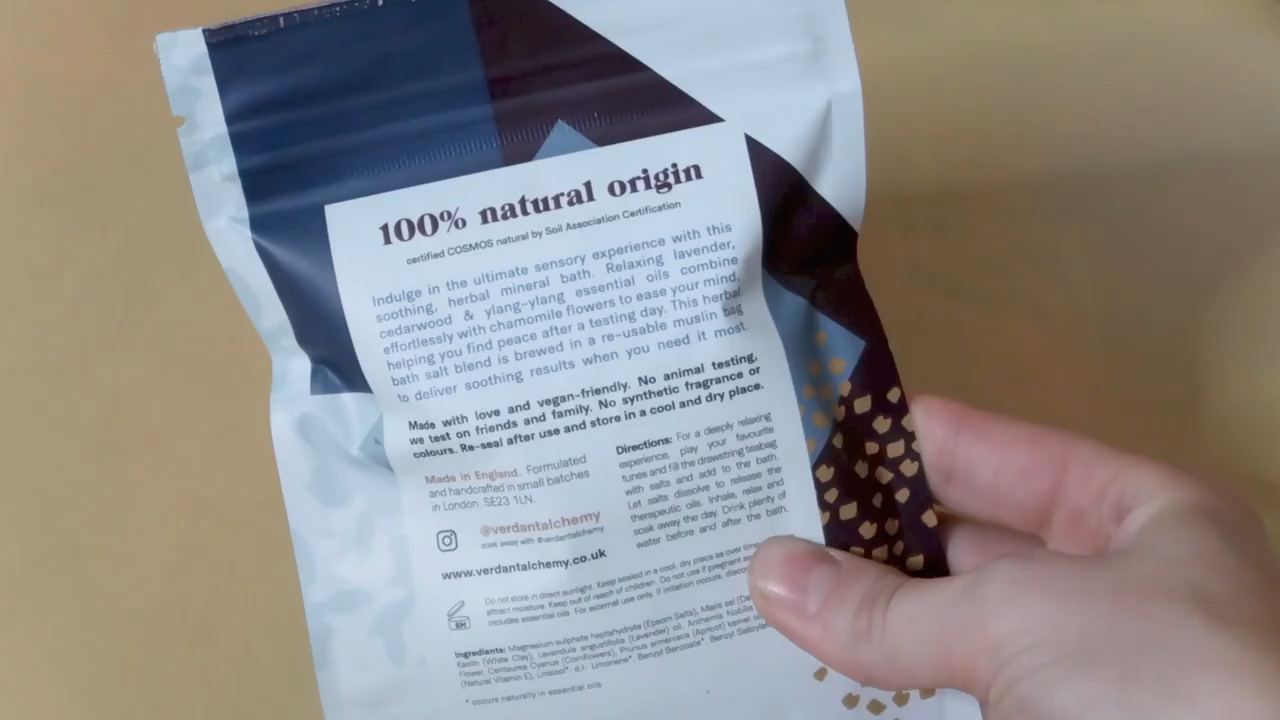 100% natural origin
certified COSMOS natural by Soil Association Certification
Indulge in the ultimate sensory experience with this
soothing, herbal mineral bath. Relaxing lavender,
cedarwood & ylang-ylang essential oils combine
effortlessly with chamomile flowers to ease your mind,
helping you find peace after a testing day. This herbal
bath salt blend is brewed in a re-usable muslin bag
to deliver soothing results when you need it most.
Made with love and vegan-friendly. No animal testing,
we test on friends and family. No synthetic fragrance or
colours. Re-seal after use and store in a cool and dry place.
Made in England. Formulated
and handcrafted in small batches
in London. SE23 1LN.
@verdantalchemy
soak away with #verdantalchemy
www.verdantalchemy.co.uk
Directions: For a deeply relaxing
experience, play your favourite
tunes and fill the drawstring teabag
with salts and add to the bath.
Let salts dissolve to release the
therapeutic oils. Inhale, relax and
soak away the day. Drink plenty of
water before and after the bath.
6M
Do not store in direct sunlight. Keep sealed in a cool, dry place as over time
attract moisture. Keep out of reach of children. Do not use if pregnant
includes essential oils. For external use only, if irritation occurs,
Ingredients: Magnesium sulphate heptahydrate (Epsom Salts), Maris sal
Kaolin (White Clay), Lavandula angustifolia (Lavender) oil, Anthemis Nobilis
Flower, Centaurea Cyanus (Cornflowers), Prunus armeniaca (Apricot) kernel
(Natural Vitamin E), Linalool*, d.l. Limonene*, Benzyl Benzoate*, Benzyl
* occurs naturally in essential oils